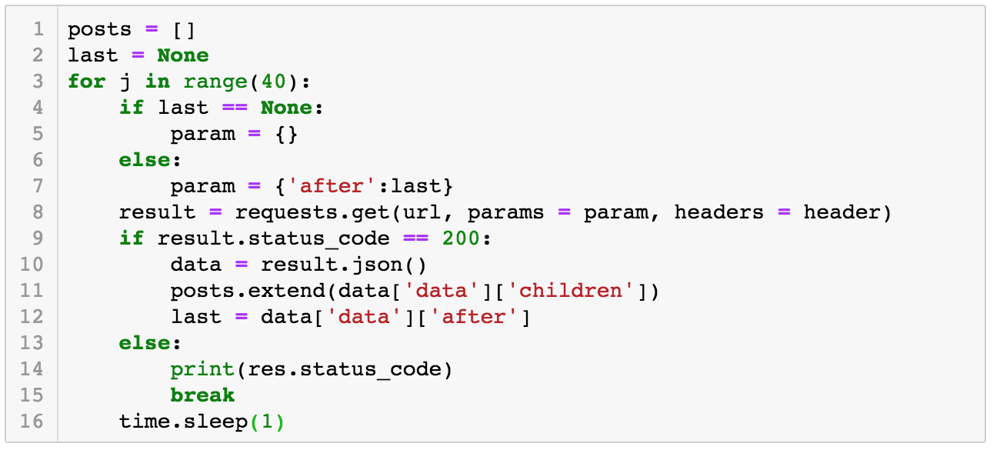 1 posts = []
2 last = None
3 for j in range(40):
4     if last == None:
5         param = {}
6     else:
7         param = {'after':last}
8     result = requests.get(url, params = param, headers = header)
9     if result.status_code == 200:
10         data = result.json()
11         posts.extend(data['data']['children'])
12         last = data['data']['after']
13     else:
14         print(res.status_code)
15         break
16     time.sleep(1)